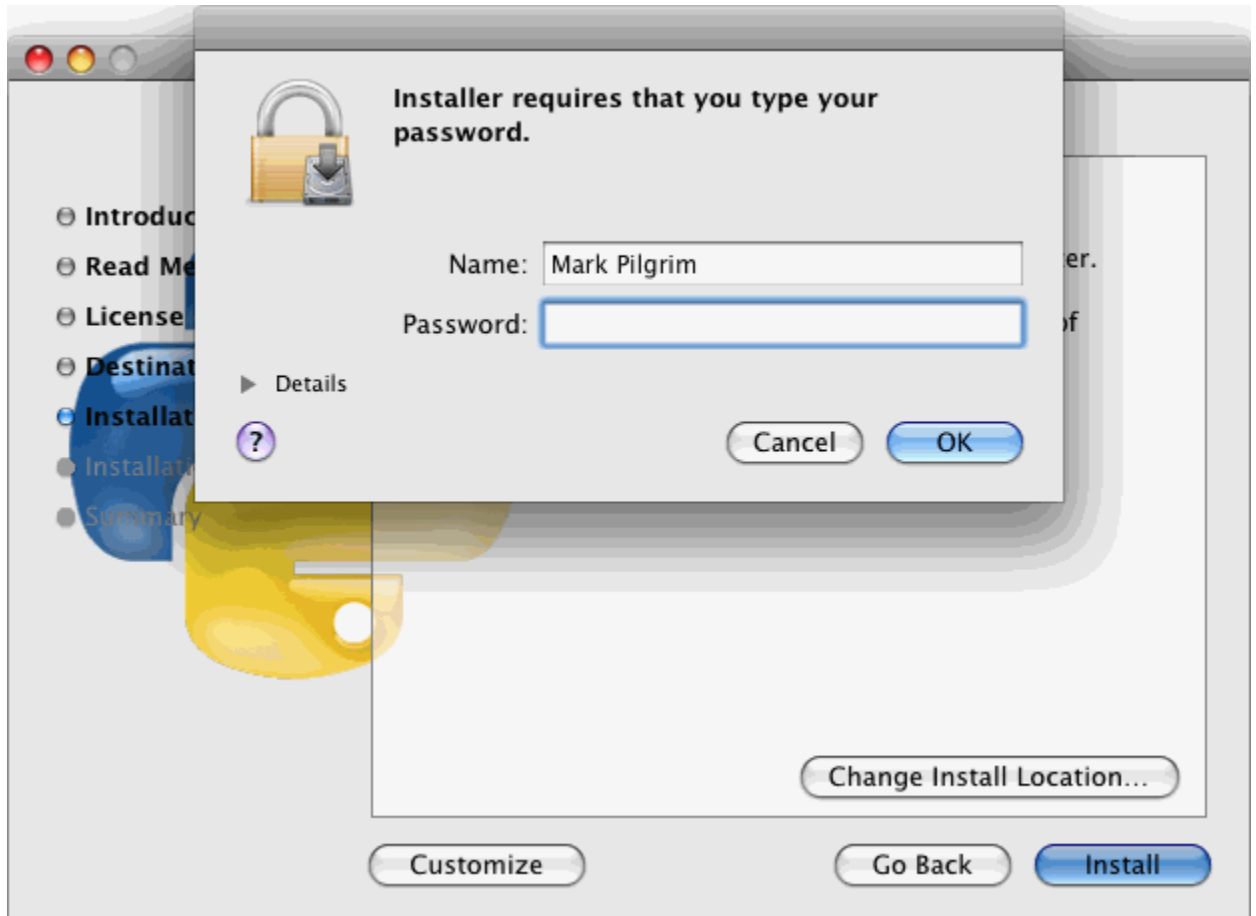 Installer requires that you type your
password.
Name: Mark Pilgrim
Password:
Details
?
Cancel OK
Introduc
Read Me
License
Destinat
Installat
Installati
Summary
er.
of
Change Install Location...
Customize Go Back Install